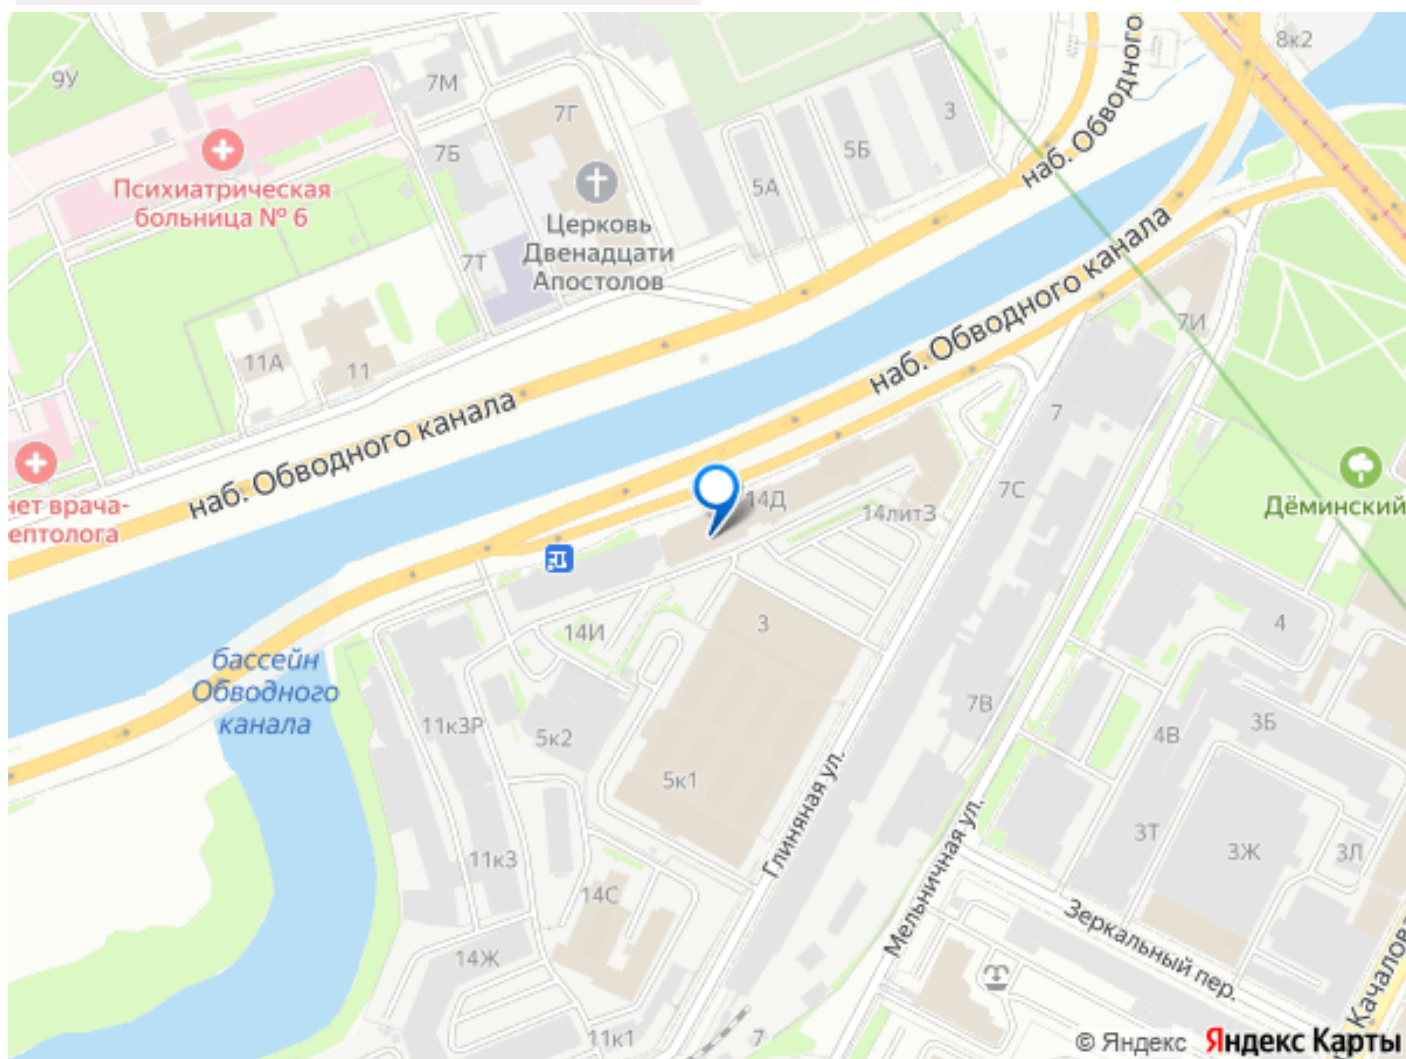 9У
7М
7Г
7Б
Психиатрическая
больница № 6
Церковь
Двенадцати
Апостолов
7Т
5А
5Б
3
8к2
наб. Обводного
наб. Обводного канала
7И
11А
11
наб. Обводного канала
7
7С
Дёминский
14Д
14литЗ
врача-
3
4
14И
бассейн
Обводного
канала
11к3Р
5к2
5к1
7В
4В
3Б
Глиняная ул.
Мельничная ул.
3Т
3Ж
3Л
11к3
14С
14Ж
Зеркальный пер.
11к1
7
© Яндекс
Яндекс Карты